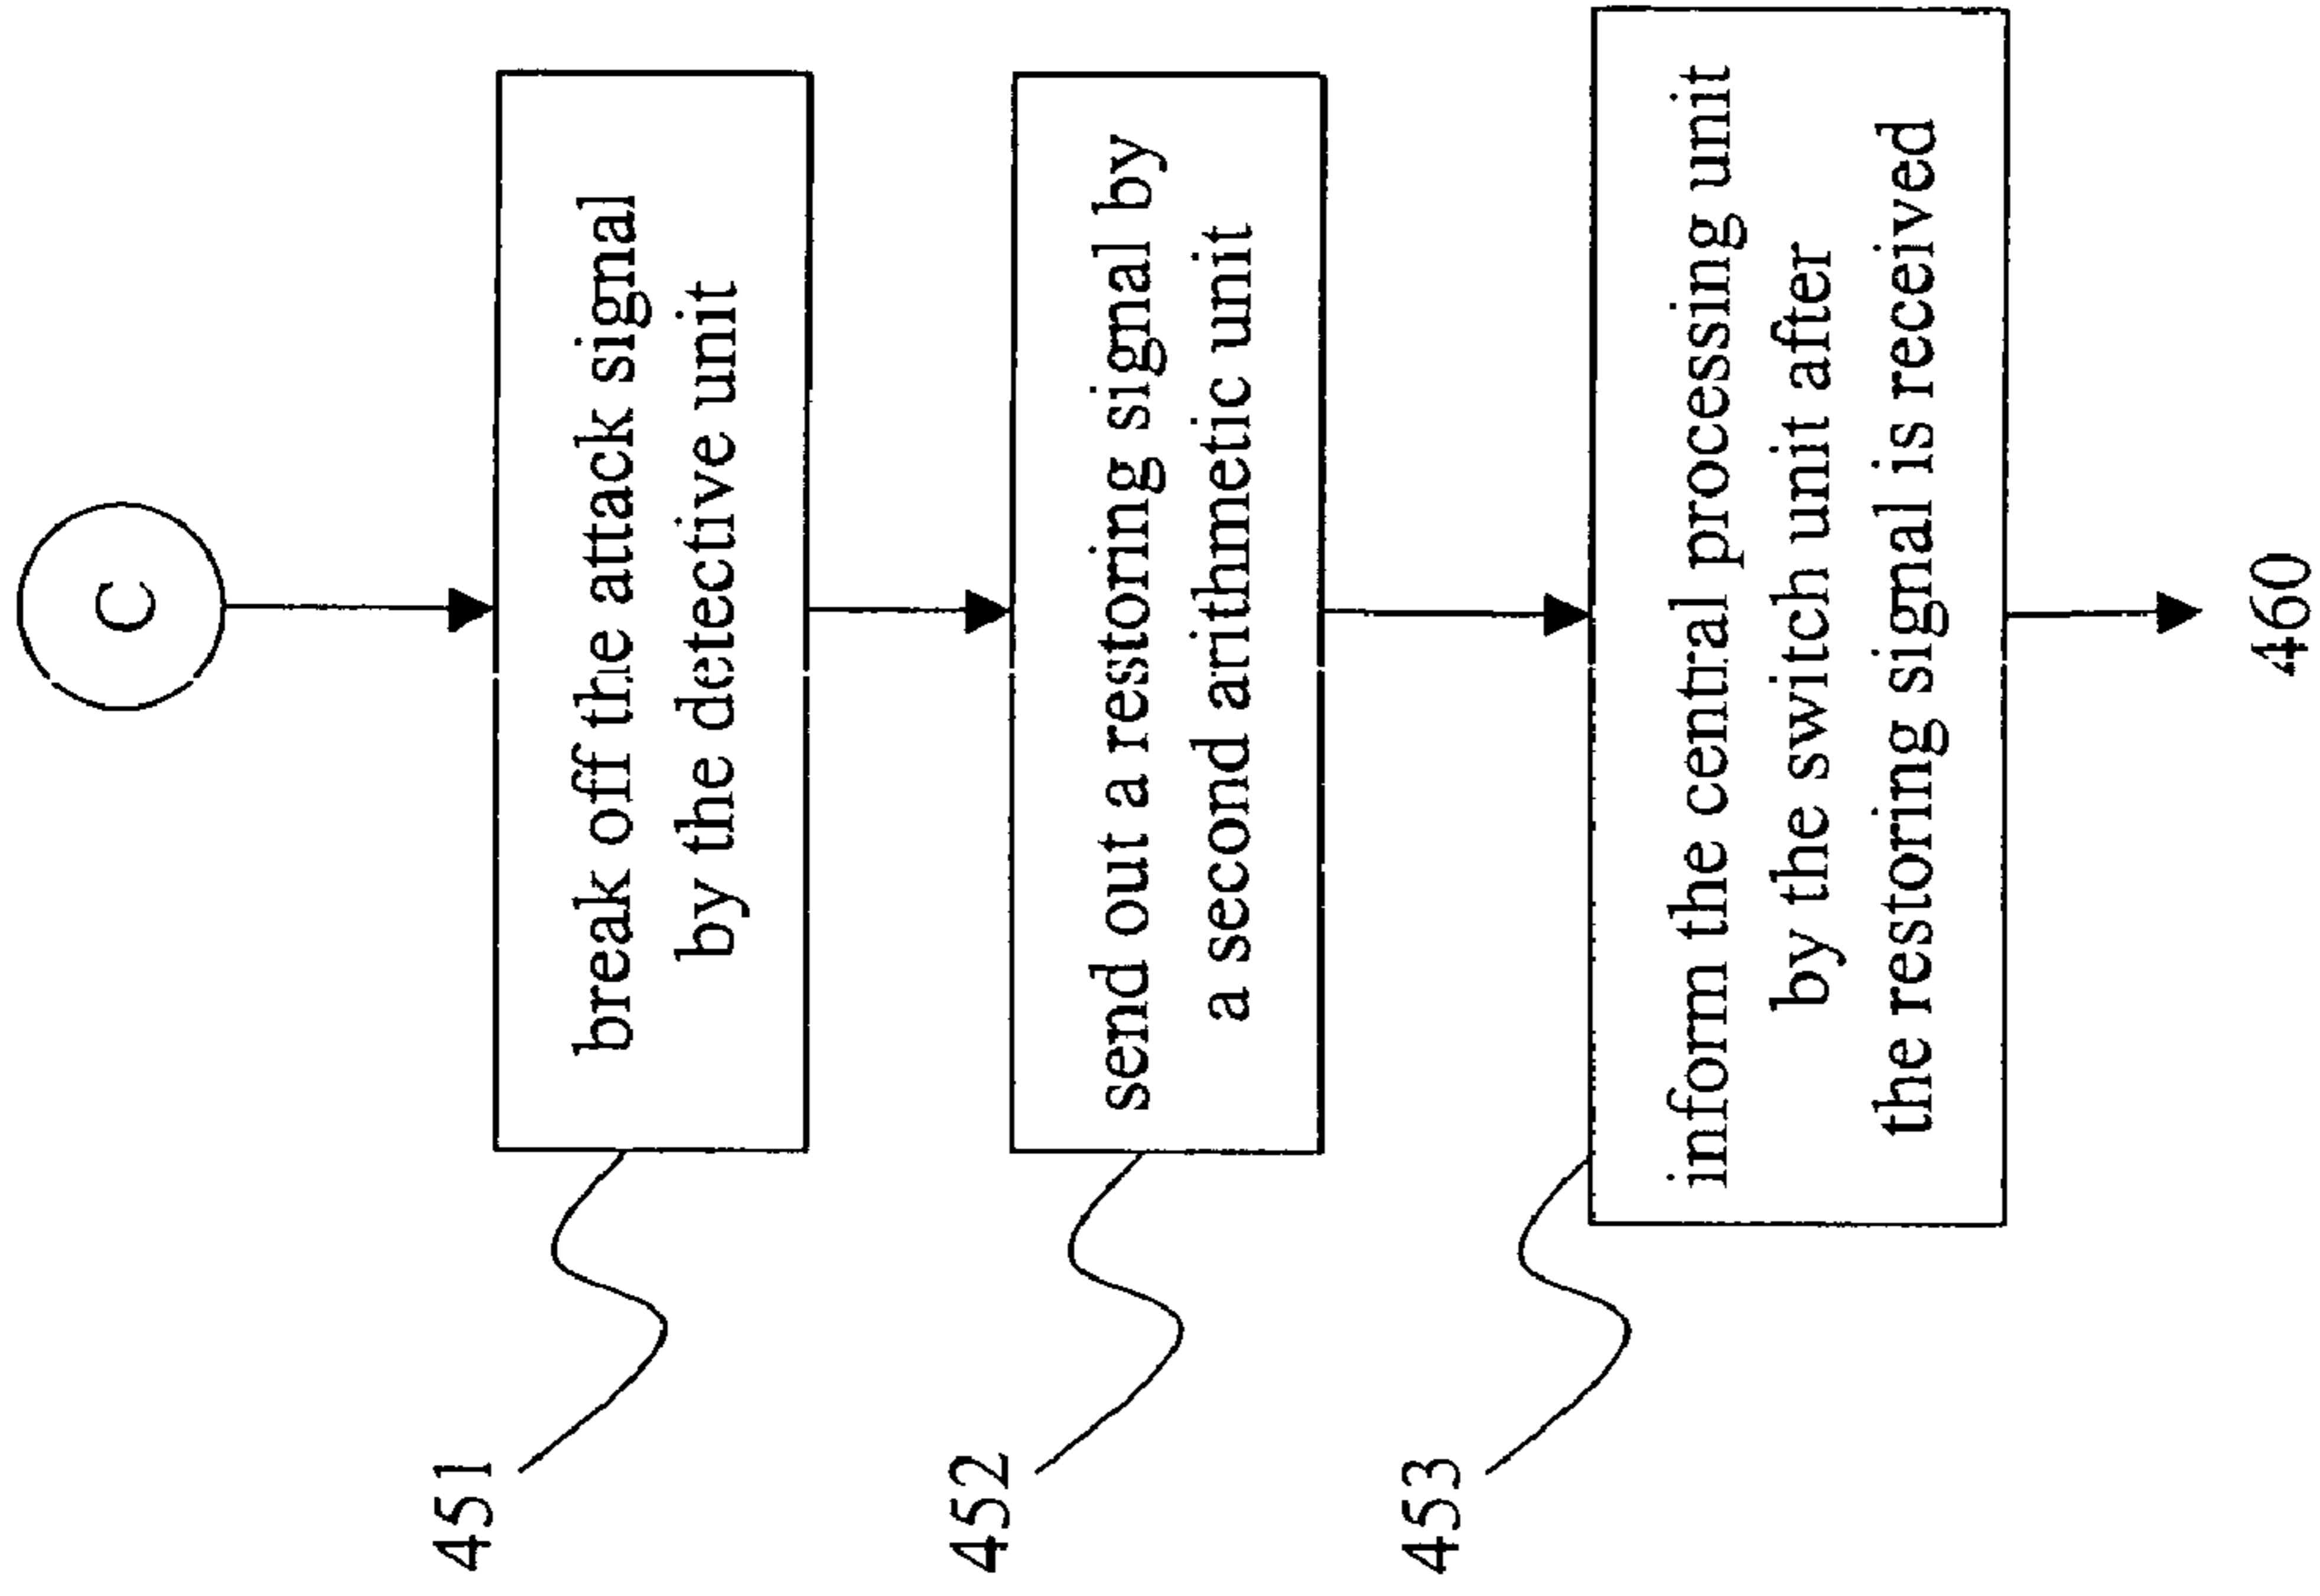 C
451
break off the attack signal
by the detective unit
452
send out a restoring signal by
a second arithmetic unit
453
inform the central processing unit
by the switch unit after
the restoring signal is received
460